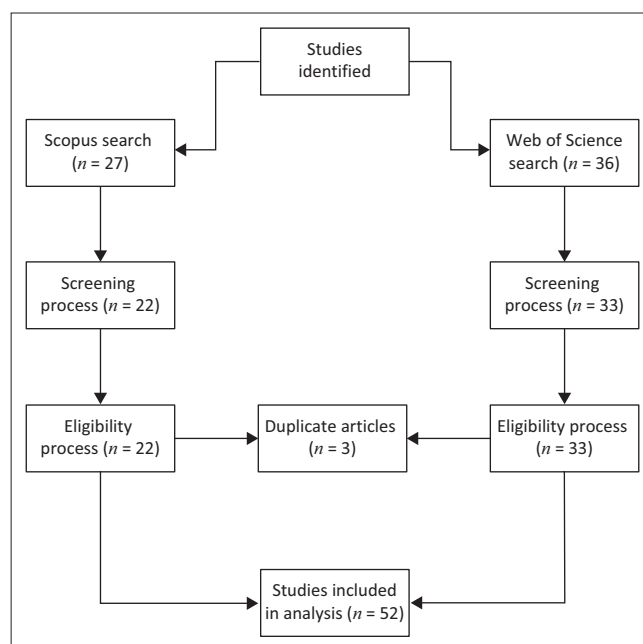 Studies
identified
Scopus search
(n = 27)
Web of Science
search (n = 36)
Screening
process (n = 22)
Screening
process (n = 33)
Eligibility
process (n = 22)
Duplicate articles
(n = 3)
Eligibility process
(n = 33)
Studies included
in analysis (n = 52)